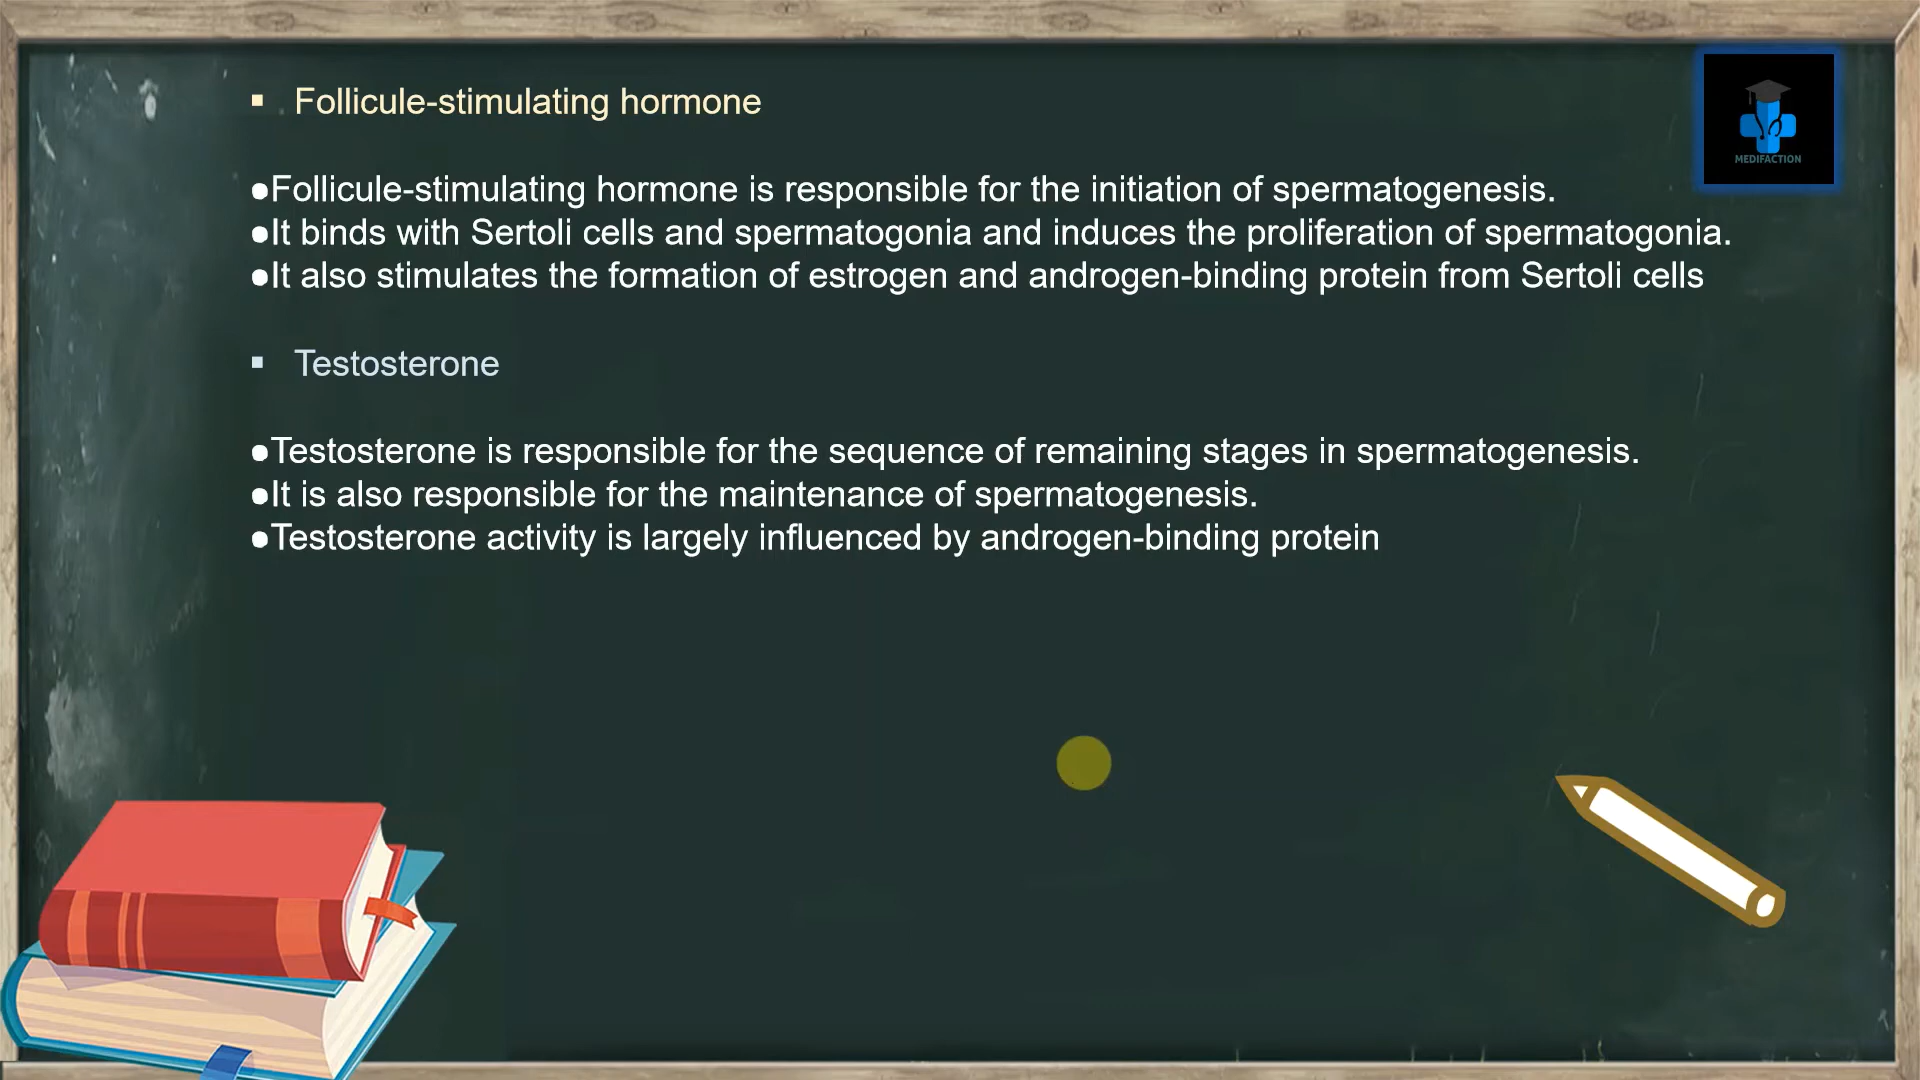 ▪ Follicule-stimulating hormone
MEDIFACTION
●Follicule-stimulating hormone is responsible for the initiation of spermatogenesis.
●It binds with Sertoli cells and spermatogonia and induces the proliferation of spermatogonia.
●It also stimulates the formation of estrogen and androgen-binding protein from Sertoli cells
▪ Testosterone
●Testosterone is responsible for the sequence of remaining stages in spermatogenesis.
●It is also responsible for the maintenance of spermatogenesis.
●Testosterone activity is largely influenced by androgen-binding protein